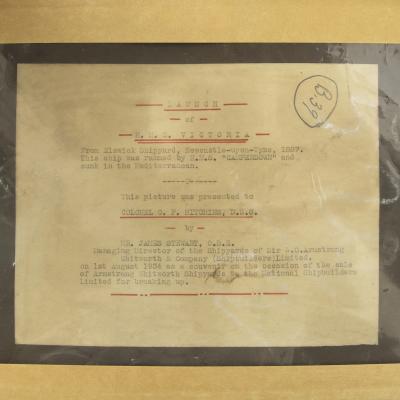 LAUNCH
of
H.M.S. VICTORIA
B39
From Elswick Shipyard, Newcastle-upon-Tyne, 1887.
This ship was rammed by H.M.S. "CAMPERDOWN" and
sunk in the Mediterranean.
This picture was presented to
COLONEL C. F. HITCHINS, D.S.O.
by
MR. JAMES STEWART, C.B.E.
Managing Director of the Shipyards of Sir W.G. Armstrong
Whitworth & Company (Shipbuilders) Limited.
on 1st August 1934 as a souvenir on the occasion of the sale
of Armstrong Whitworth Shipyards to the National Shipbuilders
Limited for breaking up.